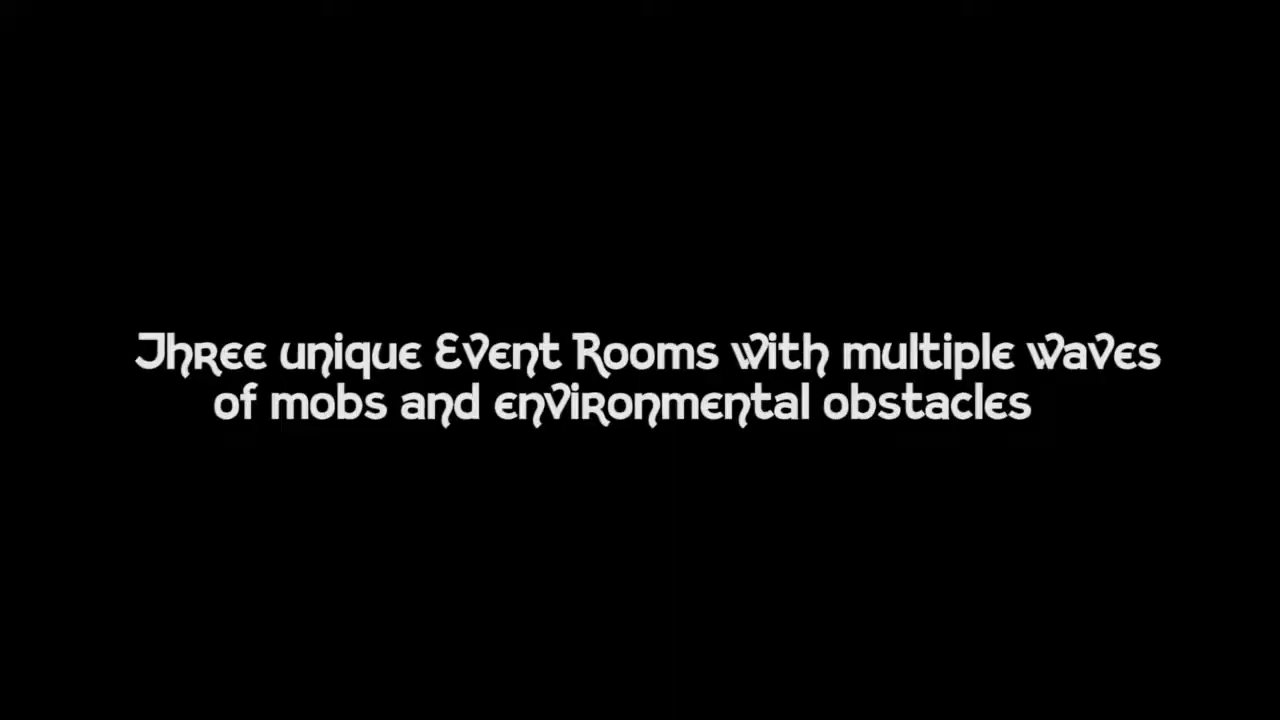 Three unique Event Rooms with multiple waves
of mobs and environmental obstacles